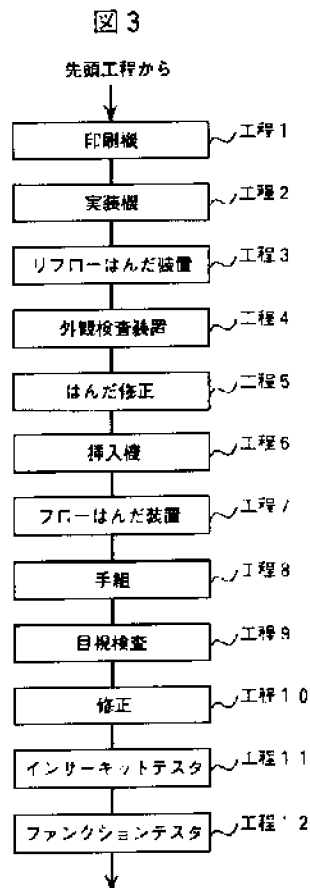 図3
先頭工程から
印刷機
工程1
実装機
工程2
リフローはんだ装置
工程3
外観検査装置
工程4
はんだ修正
工程5
挿入機
工程6
フローはんだ装置
工程7
手組
工程8
目視検査
工程9
修正
工程10
インサーキットテスタ
工程11
ファンクションテスタ
工程12